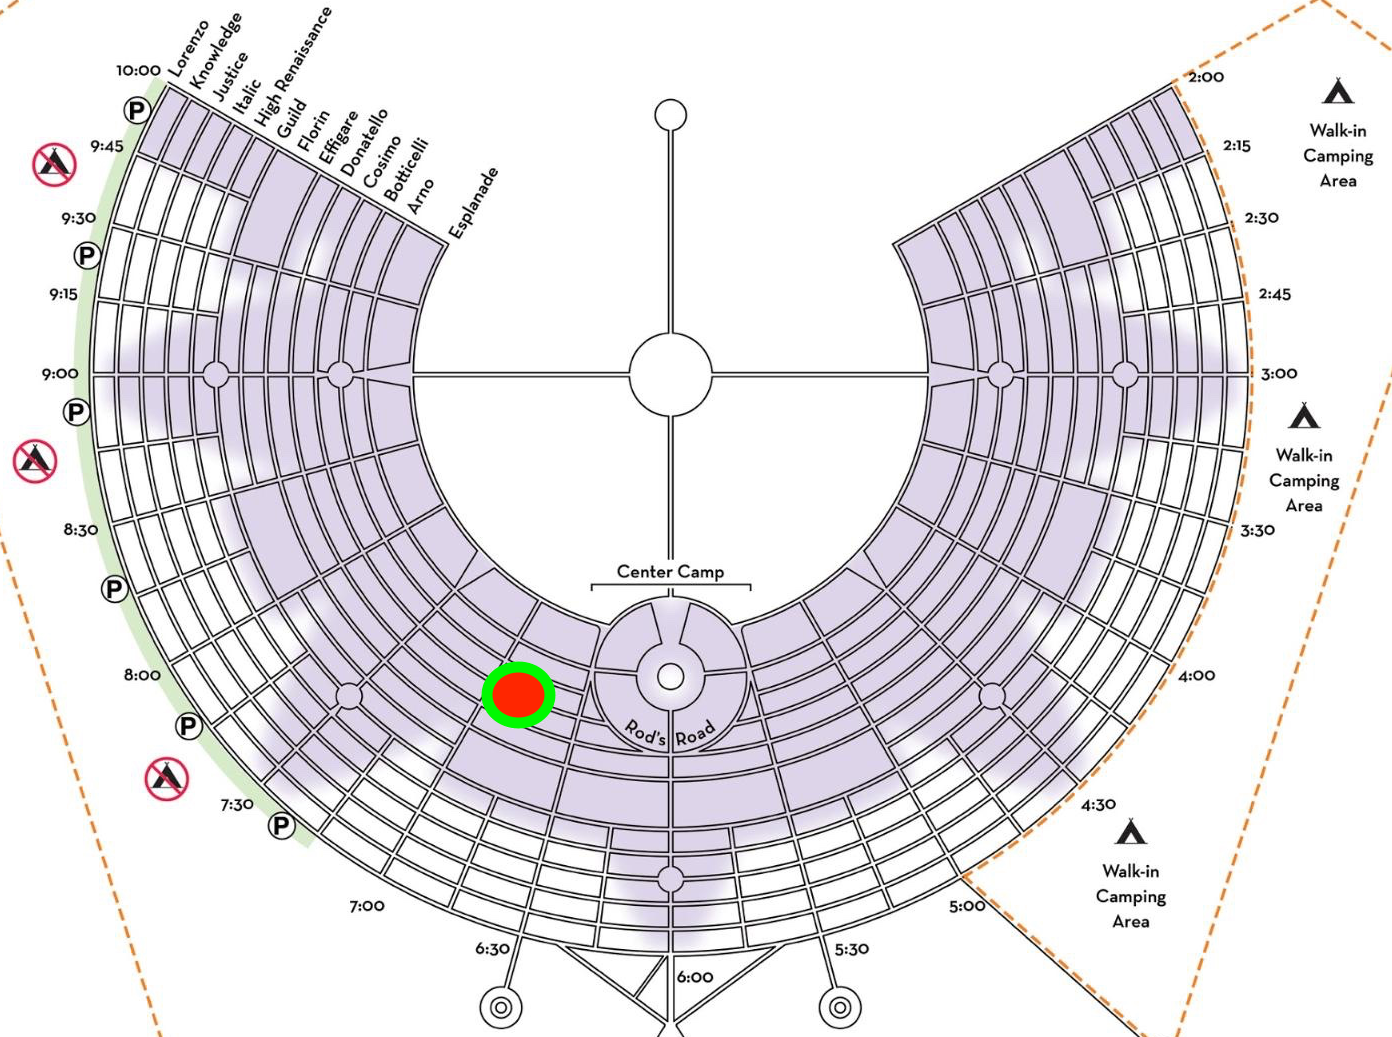 Lorenzo
Knowledge
Justice
Italic
High Renaissance
Guild
Florin
Effigare
Donatello
Cosimo
Botticelli
Arno
Esplanade
10:00
P
9:45
9:30
P
9:15
9:00
P
8:30
P
8:00
P
7:30
P
7:00
6:30
6:00
5:30
5:00
4:30
4:00
3:30
3:00
2:45
2:30
2:15
2:00
Walk-in
Camping
Area
Walk-in
Camping
Area
Walk-in
Camping
Area
Center Camp
Rod's Road